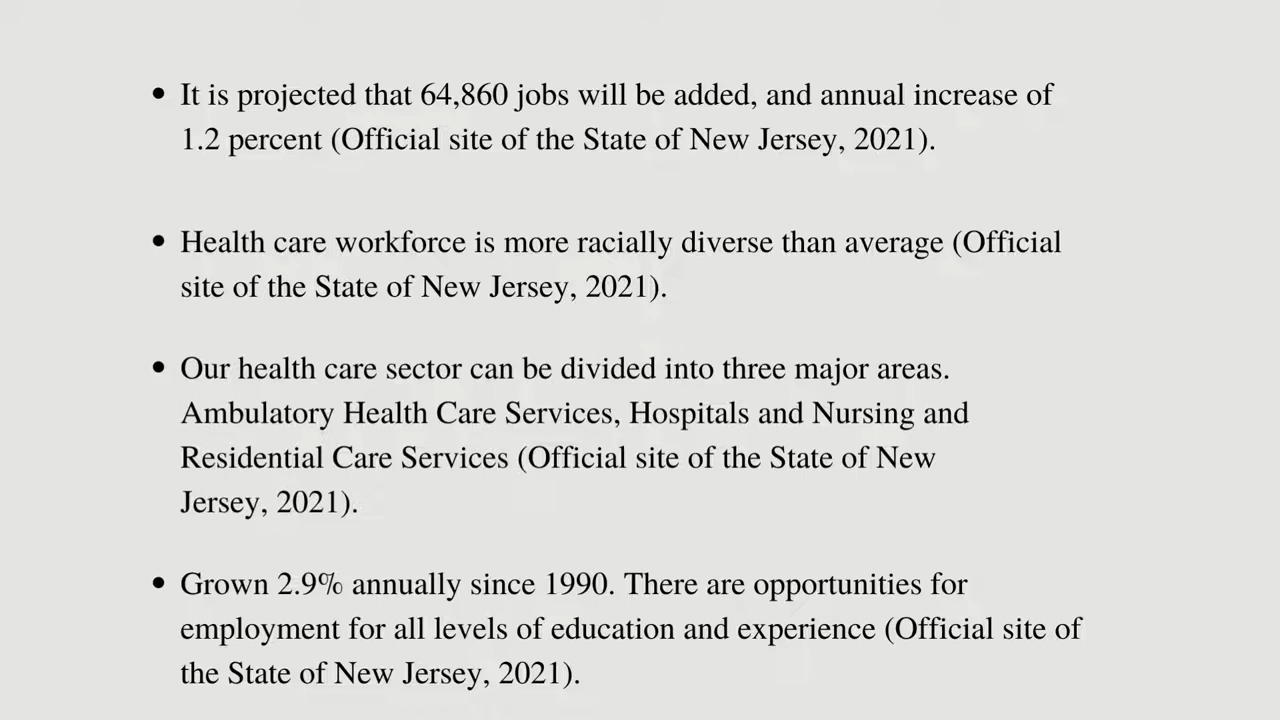 • It is projected that 64,860 jobs will be added, and annual increase of
1.2 percent (Official site of the State of New Jersey, 2021).
• Health care workforce is more racially diverse than average (Official
site of the State of New Jersey, 2021).
• Our health care sector can be divided into three major areas.
Ambulatory Health Care Services, Hospitals and Nursing and
Residential Care Services (Official site of the State of New
Jersey, 2021).
• Grown 2.9% annually since 1990. There are opportunities for
employment for all levels of education and experience (Official site of
the State of New Jersey, 2021).